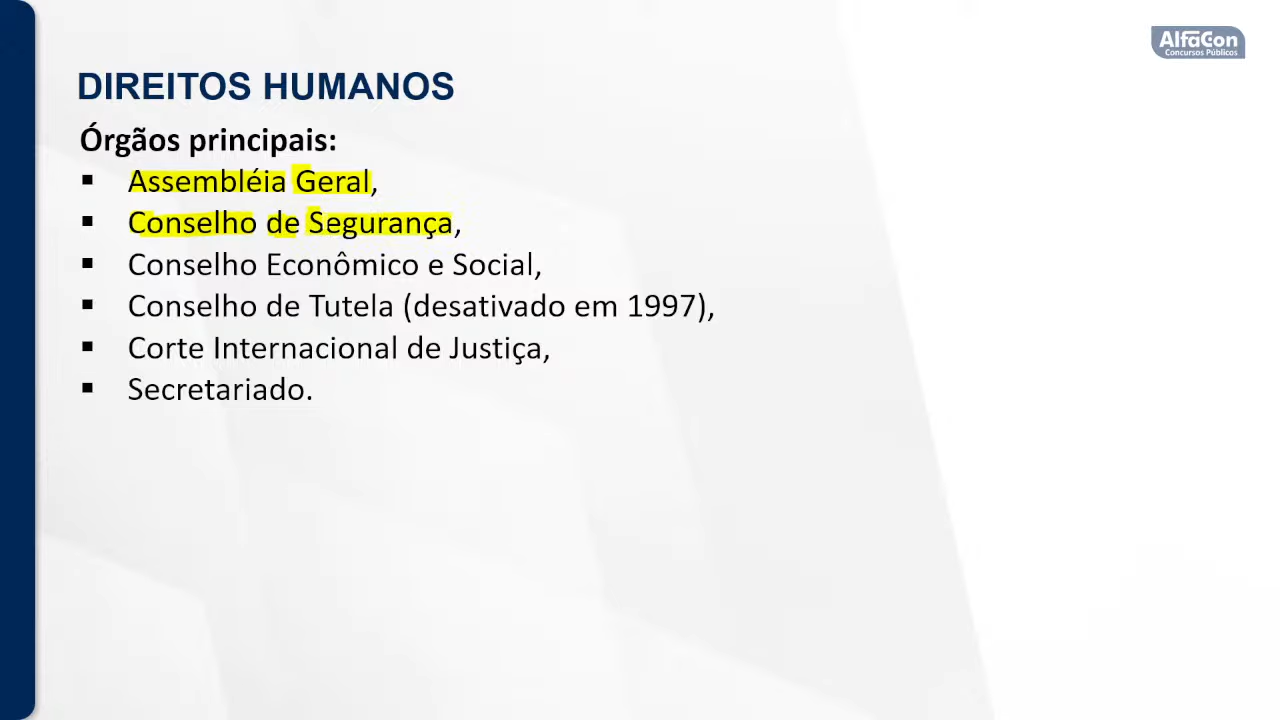 AlfaCon
Concursos Públicos
DIREITOS HUMANOS
Órgãos principais:
▪ Assembléia Geral,
▪ Conselho de Segurança,
▪ Conselho Econômico e Social,
▪ Conselho de Tutela (desativado em 1997),
▪ Corte Internacional de Justiça,
▪ Secretariado.